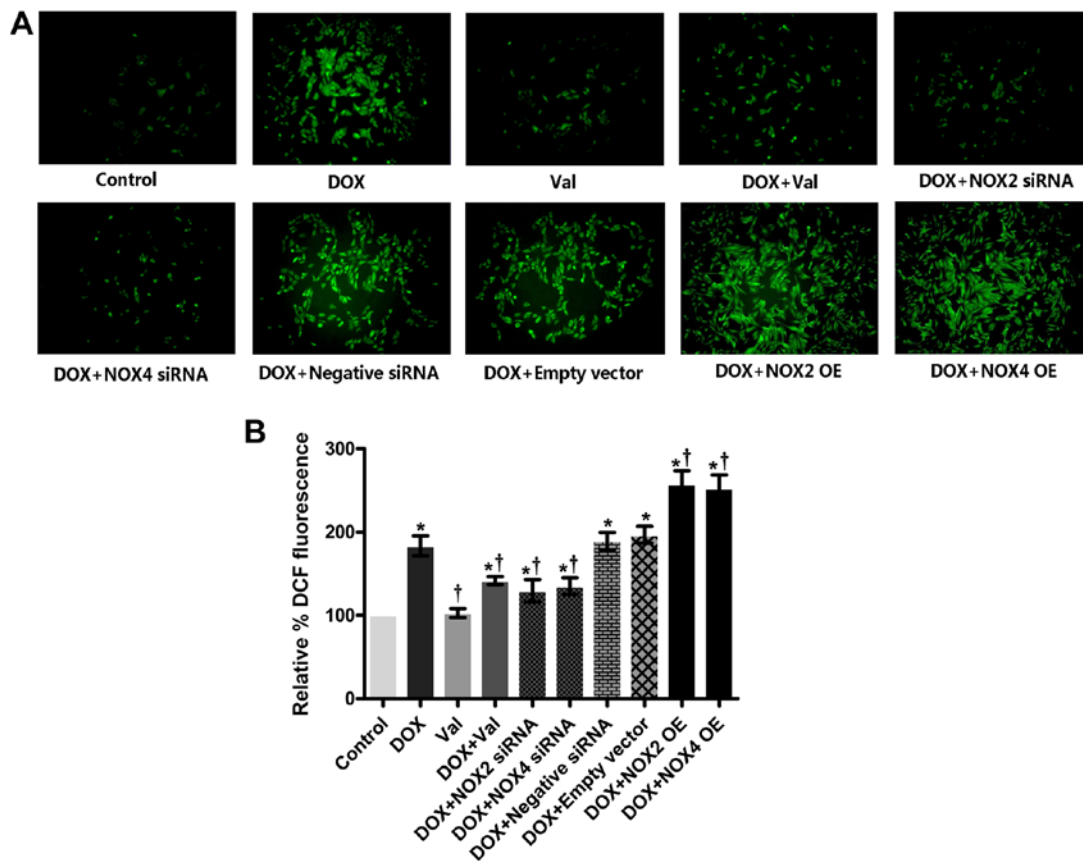 A
Control
DOX
Val
DOX+Val
DOX+NOX2 siRNA
DOX+NOX4 siRNA
DOX+Negative siRNA
DOX+Empty vector
DOX+NOX2 OE
DOX+NOX4 OE
B
Relative % DCF fluorescence
300
200
100
0
*
†
*†
*†
*†
*
*
*†
*†
Control
DOX
Val
DOX+Val
DOX+NOX2 siRNA
DOX+NOX4 siRNA
DOX+Negative siRNA
DOX+Empty vector
DOX+NOX2 OE
DOX+NOX4 OE